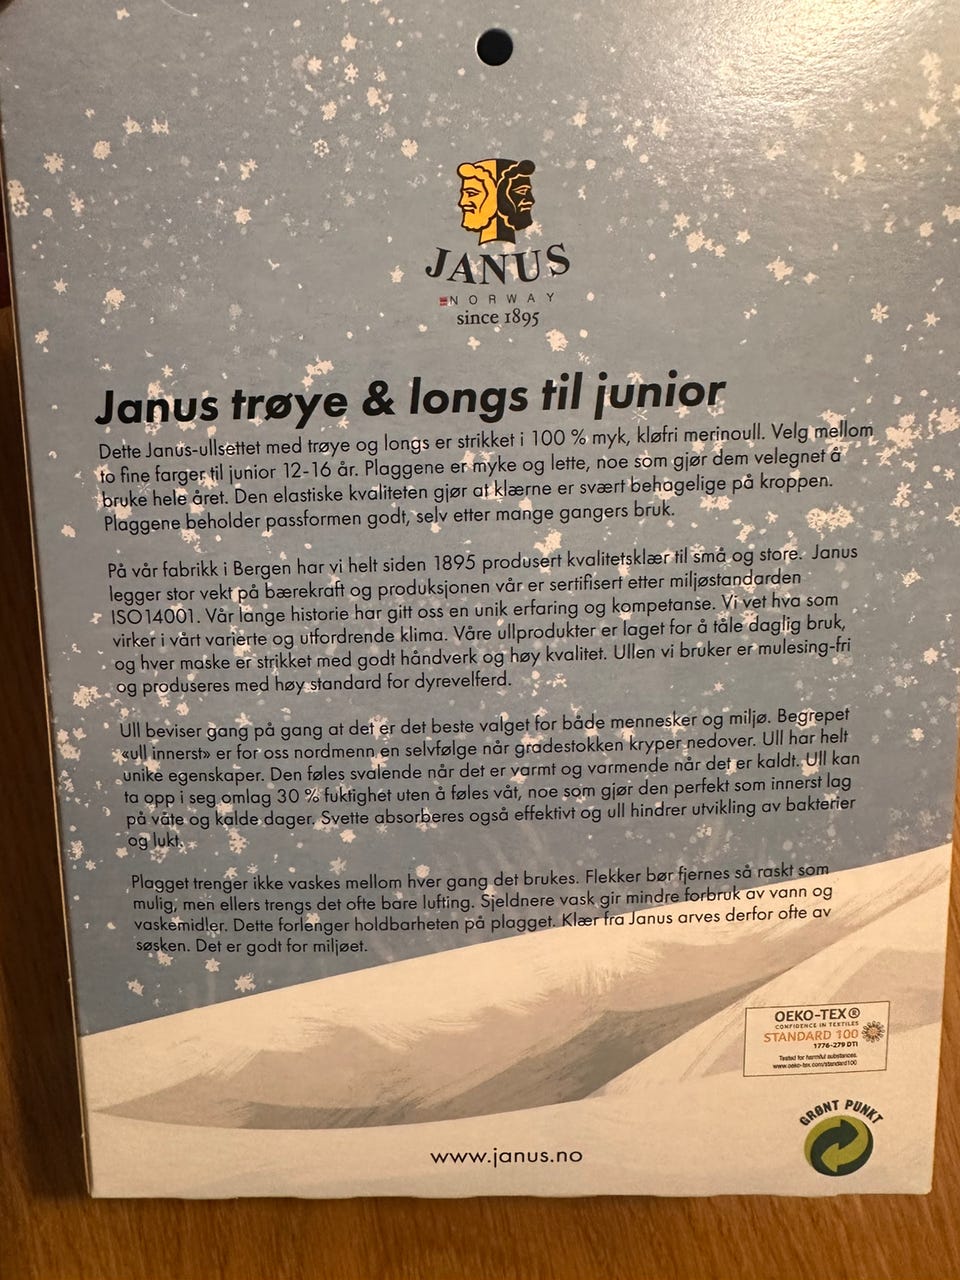 JANUS
NORWAY
since 1895
Janus trøye & longs til junior
Dette Janus-ullsettet med trøye og longs er strikket i 100 % myk, kløfri merinoull. Velg mellom
to fine farger til junior 12-16 år. Plaggene er myke og lette, noe som gjør dem velegnet å
bruke hele året. Den elastiske kvaliteten gjør at klærne er svært behagelige på kroppen.
Plaggene beholder passformen godt, selv etter mange gangers bruk.
På vår fabrikk i Bergen har vi helt siden 1895 produsert kvalitetsklær til små og store. Janus
legger stor vekt på bærekraft og produksjonen vår er sertifisert etter miljøstandarden
ISO14001. Vår lange historie har gitt oss en unik erfaring og kompetanse. Vi vet hva som
virker i vårt varierte og utfordrende klima. Våre ullprodukter er laget for å tåle daglig bruk,
og hver maske er strikket med godt håndverk og høy kvalitet. Ullen vi bruker er mulesing-fri
og produseres med høy standard for dyrevelferd.
Ull beviser gang på gang at det er det beste valget for både mennesker og miljø. Begrepet
«ull innerst» er for oss nordmenn en selvfølge når gradestokken kryper nedover. Ull har helt
unike egenskaper. Den føles svalende når det er varmt og varmende når det er kaldt. Ull kan
ta opp i seg omlag 30 % fuktighet uten å føles våt, noe som gjør den perfekt som innerst lag
på våte og kalde dager. Svette absorberes også effektivt og ull hindrer utvikling av bakterier
og lukt.
Plagget trenger ikke vaskes mellom hver gang det brukes. Flekker bør fjernes så raskt som
mulig, men ellers trengs det ofte bare lufting. Sjeldnere vask gir mindre forbruk av vann og
vaskemidler. Dette forlenger holdbarheten på plagget. Klær fra Janus arves derfor ofte av
søsken. Det er godt for miljøet.
OEKO-TEX®
CONFIDENCE IN TEXTILES
STANDARD 100
1776-279 DTI
Tested for harmful substances.
www.oeko-tex.com/standard100
GRØNT PUNKT
www.janus.no